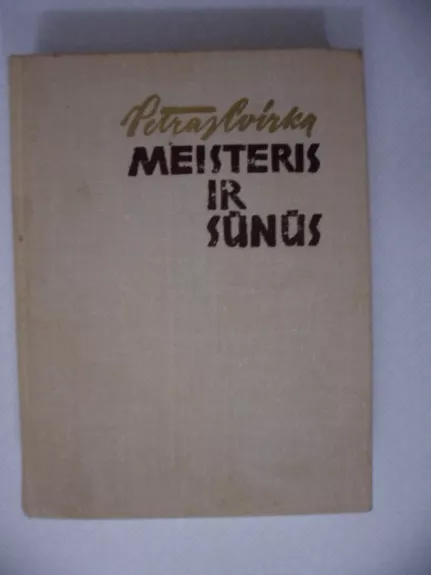 Petras Cvirka
MEISTERIS
IR
SŪNŪS